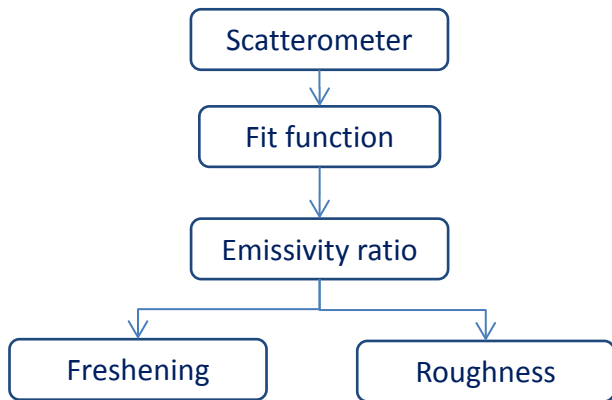 Scatterometer
Fit function
Emissivity ratio
Freshening
Roughness